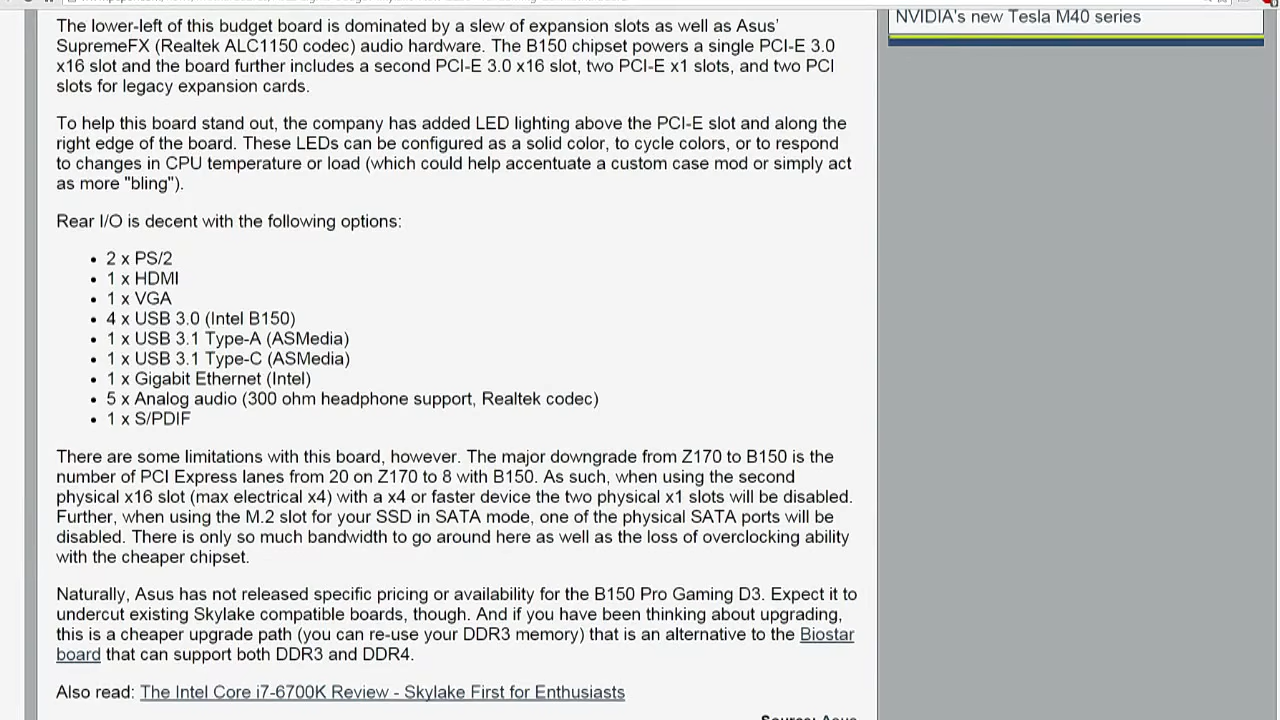 NVIDIA's new Tesla M40 series
The lower-left of this budget board is dominated by a slew of expansion slots as well as Asus'
SupremeFX (Realtek ALC1150 codec) audio hardware. The B150 chipset powers a single PCI-E 3.0
x16 slot and the board further includes a second PCI-E 3.0 x16 slot, two PCI-E x1 slots, and two PCI
slots for legacy expansion cards.
To help this board stand out, the company has added LED lighting above the PCI-E slot and along the
right edge of the board. These LEDs can be configured as a solid color, to cycle colors, or to respond
to changes in CPU temperature or load (which could help accentuate a custom case mod or simply act
as more "bling").
Rear I/O is decent with the following options:
• 2 x PS/2
• 1 x HDMI
• 1 x VGA
• 4 x USB 3.0 (Intel B150)
• 1 x USB 3.1 Type-A (ASMedia)
• 1 x USB 3.1 Type-C (ASMedia)
• 1 x Gigabit Ethernet (Intel)
• 5 x Analog audio (300 ohm headphone support, Realtek codec)
• 1 x S/PDIF
There are some limitations with this board, however. The major downgrade from Z170 to B150 is the
number of PCI Express lanes from 20 on Z170 to 8 with B150. As such, when using the second
physical x16 slot (max electrical x4) with a x4 or faster device the two physical x1 slots will be disabled.
Further, when using the M.2 slot for your SSD in SATA mode, one of the physical SATA ports will be
disabled. There is only so much bandwidth to go around here as well as the loss of overclocking ability
with the cheaper chipset.
Naturally, Asus has not released specific pricing or availability for the B150 Pro Gaming D3. Expect it to
undercut existing Skylake compatible boards, though. And if you have been thinking about upgrading,
this is a cheaper upgrade path (you can re-use your DDR3 memory) that is an alternative to the Biostar
board that can support both DDR3 and DDR4.
Also read: The Intel Core i7-6700K Review - Skylake First for Enthusiasts
Source: Asus